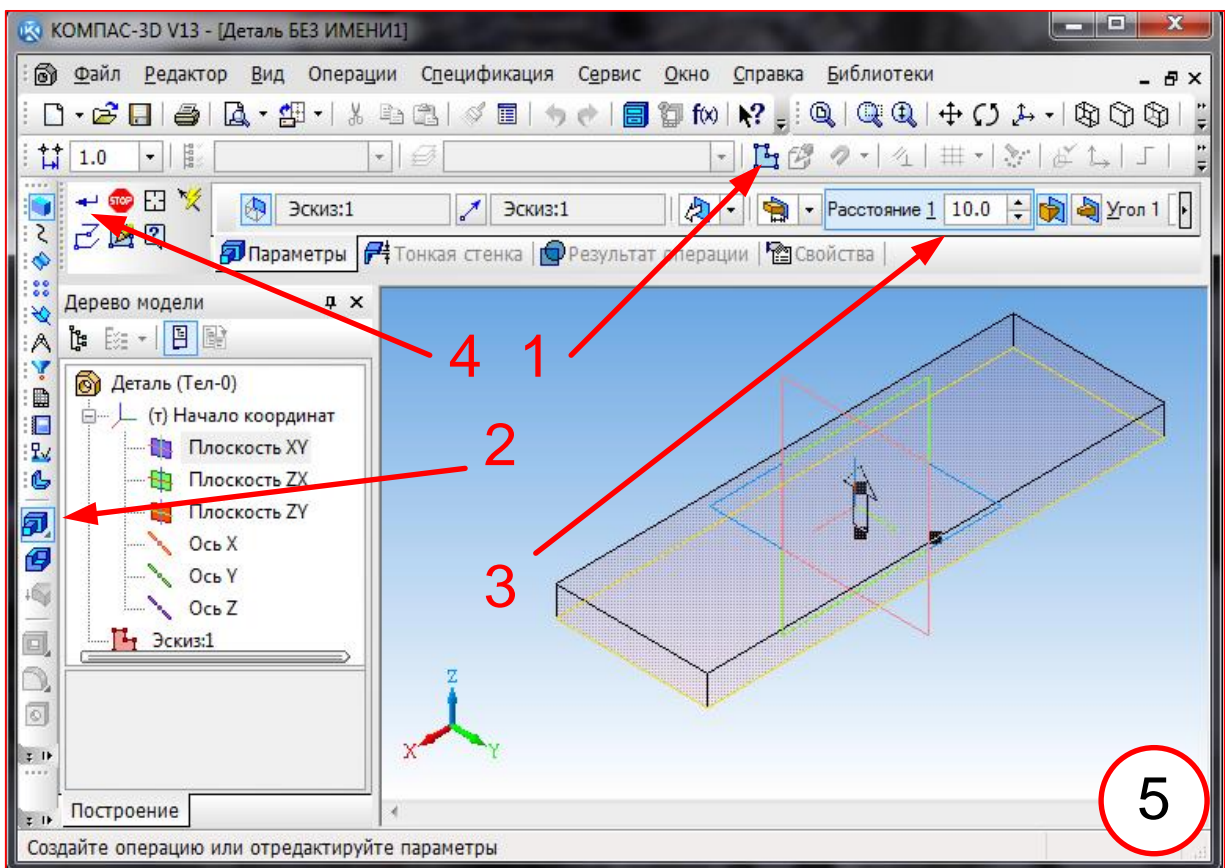 КОМПАС-3D V13 - [Деталь БЕЗ ИМЕНИ1]
Файл Редактор Вид Операции Спецификация Сервис Окно Справка Библиотеки
f(x)
1.0
STOP Эскиз:1 Эскиз:1 Расстояние 1 10.0 Угол 1
Параметры Тонкая стенка Результат операции Свойства
Дерево модели
4 1
Деталь (Тел-0)
(т) Начало координат
Плоскость XY
2
Плоскость ZX
Плоскость ZY
Ось X
Ось Y
3
Ось Z
Эскиз:1
Z
X Y
5
Построение
Создайте операцию или отредактируйте параметры